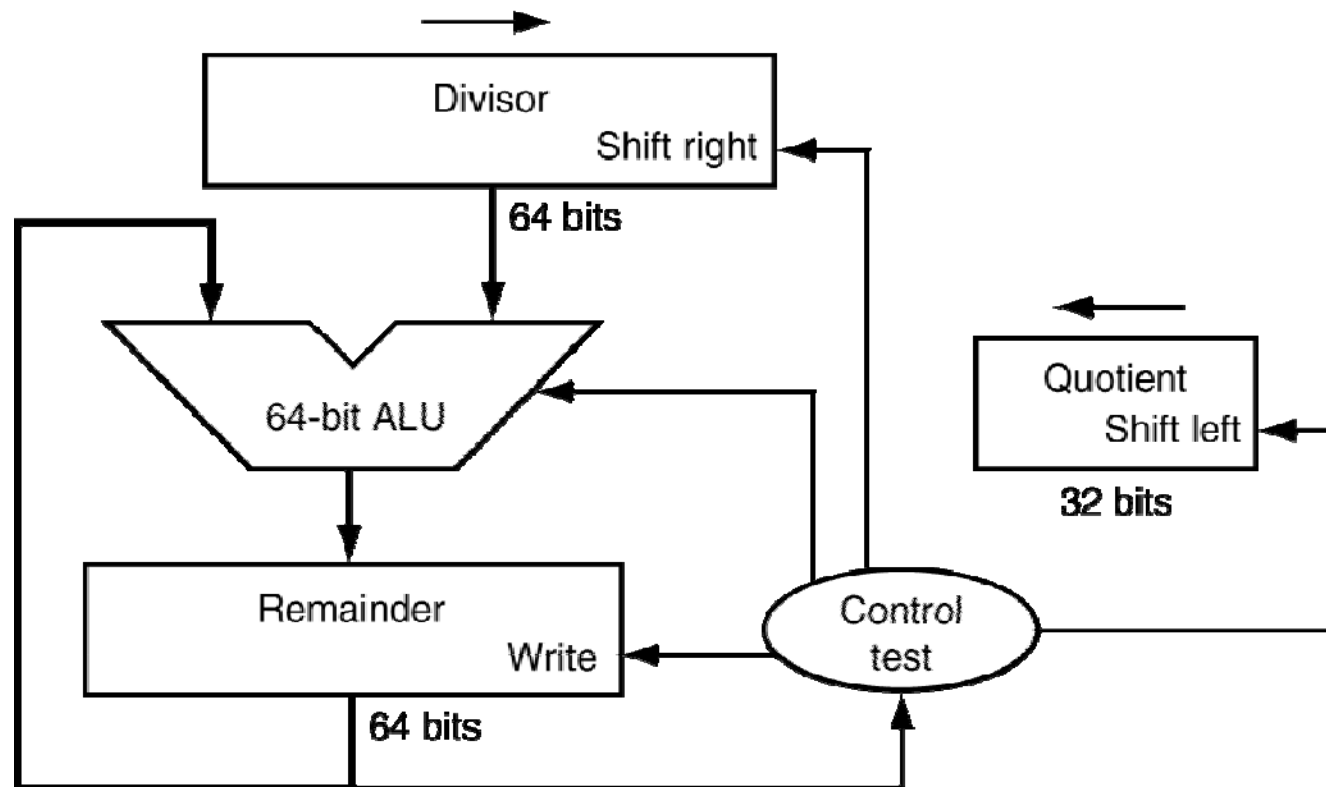 Divisor
Shift right
64 bits
64-bit ALU
Quotient
Shift left
32 bits
Remainder
Write
64 bits
Control
test